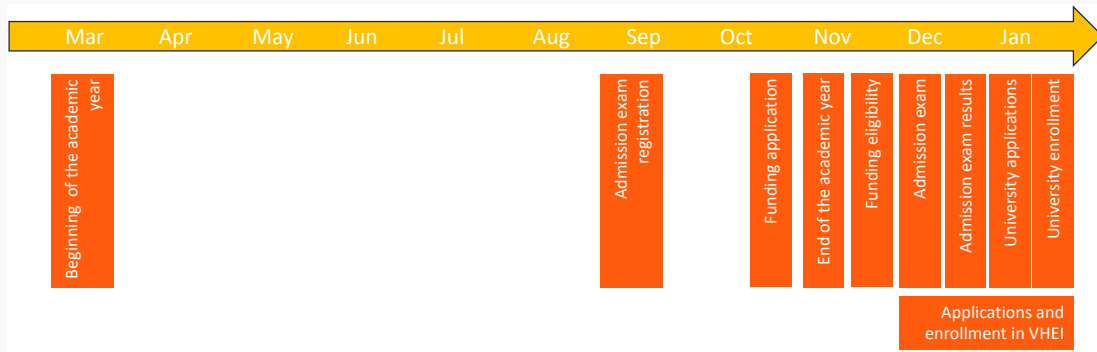 Mar Apr May Jun Jul Aug Sep Oct Nov Dec Jan
Beginning of the academic
year
Admission exam
registration
Funding application
End of the academic year
Funding eligibility
Admission exam
Admission exam results
University applications
University enrollment
Applications and
enrollment in VHEI